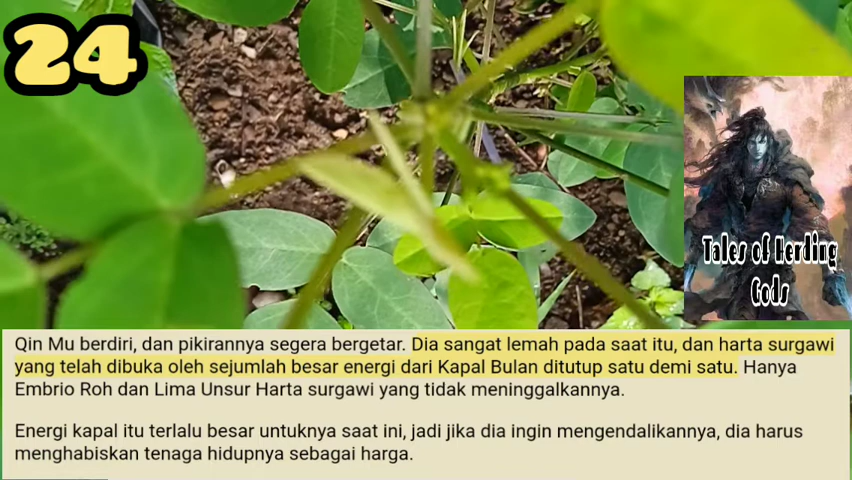 24
Tales of Herding
Gods
Qin Mu berdiri, dan pikirannya segera bergetar. Dia sangat lemah pada saat itu, dan harta surgawi
yang telah dibuka oleh sejumlah besar energi dari Kapal Bulan ditutup satu demi satu. Hanya
Embrio Roh dan Lima Unsur Harta surgawi yang tidak meninggalkannya.
Energi kapal itu terlalu besar untuknya saat ini, jadi jika dia ingin mengendalikannya, dia harus
menghabiskan tenaga hidupnya sebagai harga.